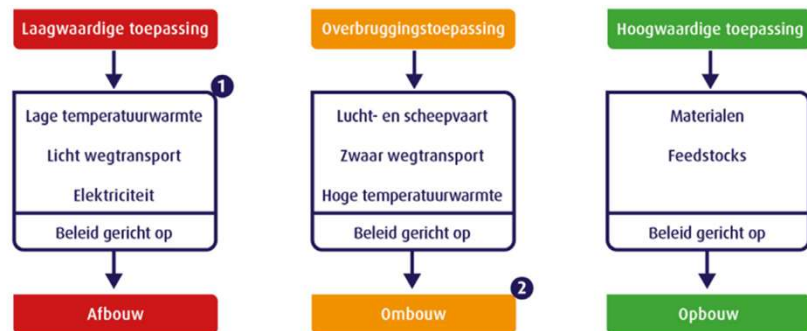 Laagwaardige toepassing
1
Lage temperatuurwarmte
Licht wegtransport
Elektriciteit
Beleid gericht op
Afbouw
Overbruggingstoepassing
Lucht- en scheepvaart
Zwaar wegtransport
Hoge temperatuurwarmte
Beleid gericht op
2
Ombouw
Hoogwaardige toepassing
Materialen
Feedstocks
Beleid gericht op
Opbouw